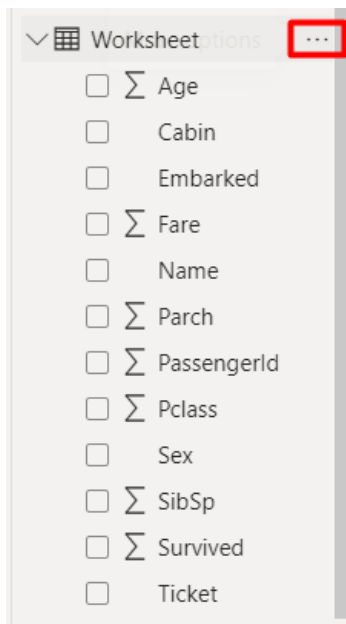 Worksheet
Age
Cabin
Embarked
Fare
Name
Parch
PassengerId
Pclass
Sex
SibSp
Survived
Ticket